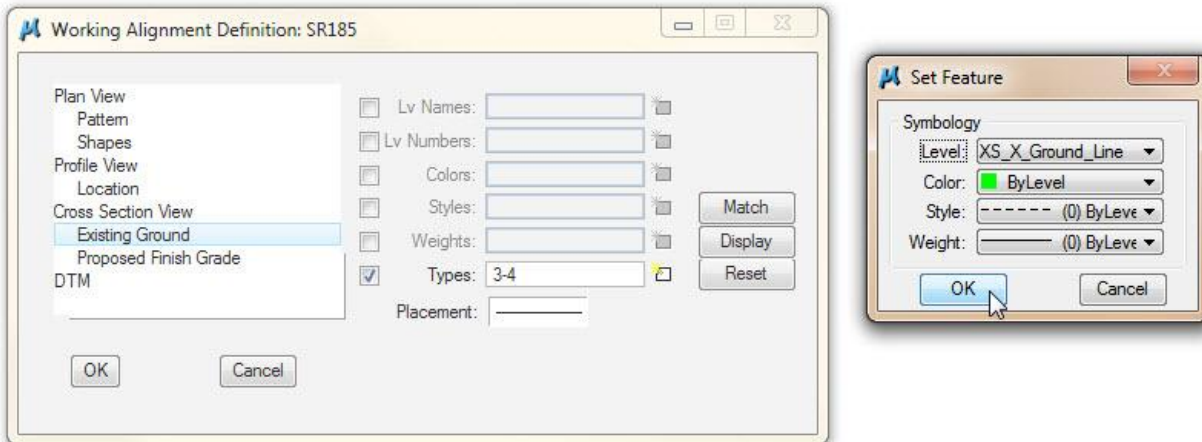 Working Alignment Definition: SR185
Plan View
Pattern
Shapes
Profile View
Location
Cross Section View
Existing Ground
Proposed Finish Grade
DTM
Lv Names:
Lv Numbers:
Colors:
Styles:
Weights:
Types: 3-4
Placement:
Match
Display
Reset
OK Cancel
Set Feature
Symbology
Level: XS_X_Ground_Line
Color: ByLevel
Style: (0) ByLeve
Weight: (0) ByLeve
OK Cancel